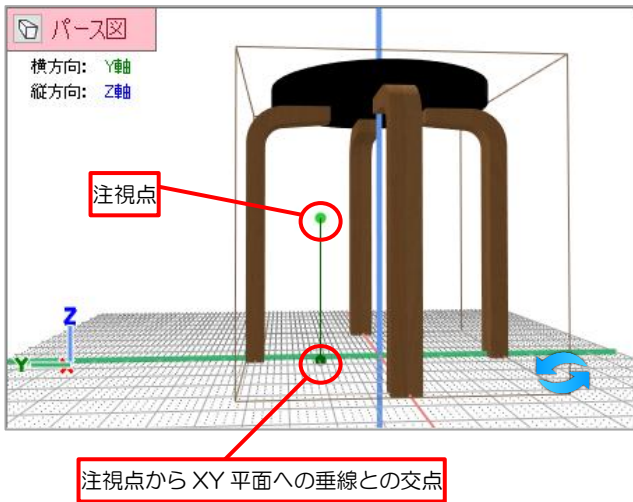 パース図
横方向: Y軸
縦方向: Z軸
注視点
Z
Y
注視点から XY 平面への垂線との交点